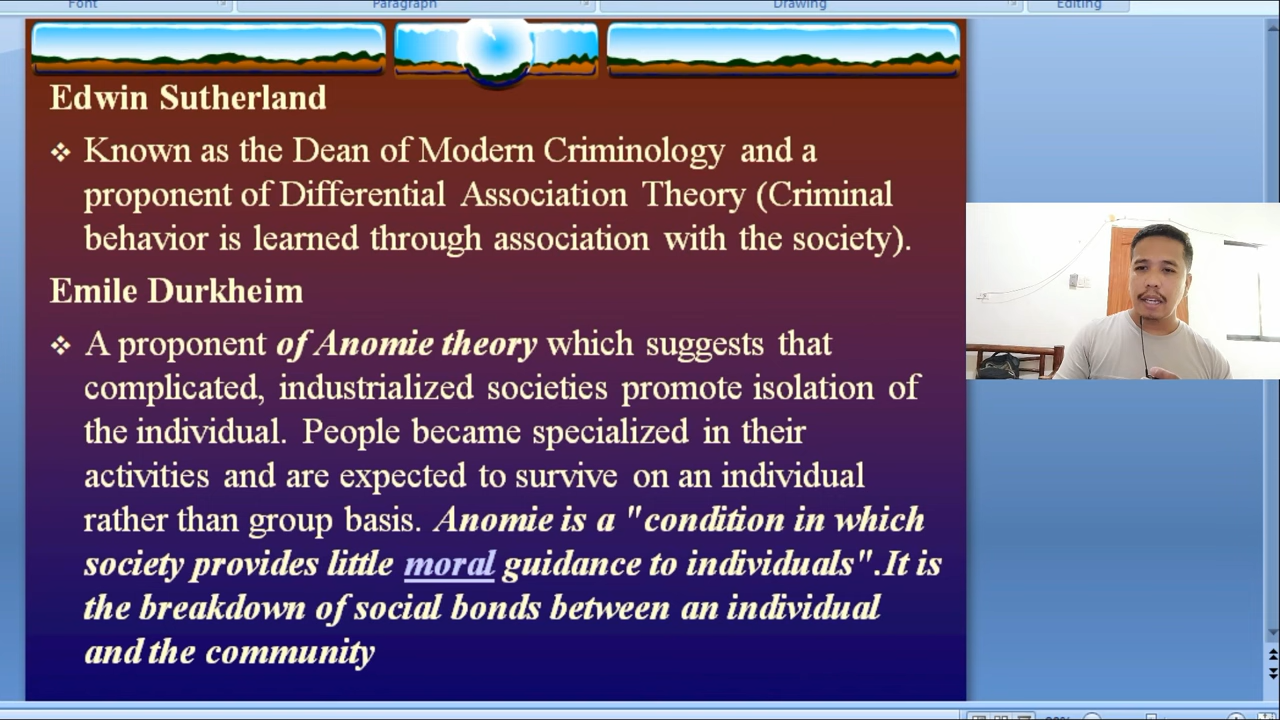 Font Paragraph Drawing Editing
Edwin Sutherland
❖ Known as the Dean of Modern Criminology and a
proponent of Differential Association Theory (Criminal
behavior is learned through association with the society).
Emile Durkheim
❖ A proponent of Anomie theory which suggests that
complicated, industrialized societies promote isolation of
the individual. People became specialized in their
activities and are expected to survive on an individual
rather than group basis. Anomie is a "condition in which
society provides little moral guidance to individuals".It is
the breakdown of social bonds between an individual
and the community